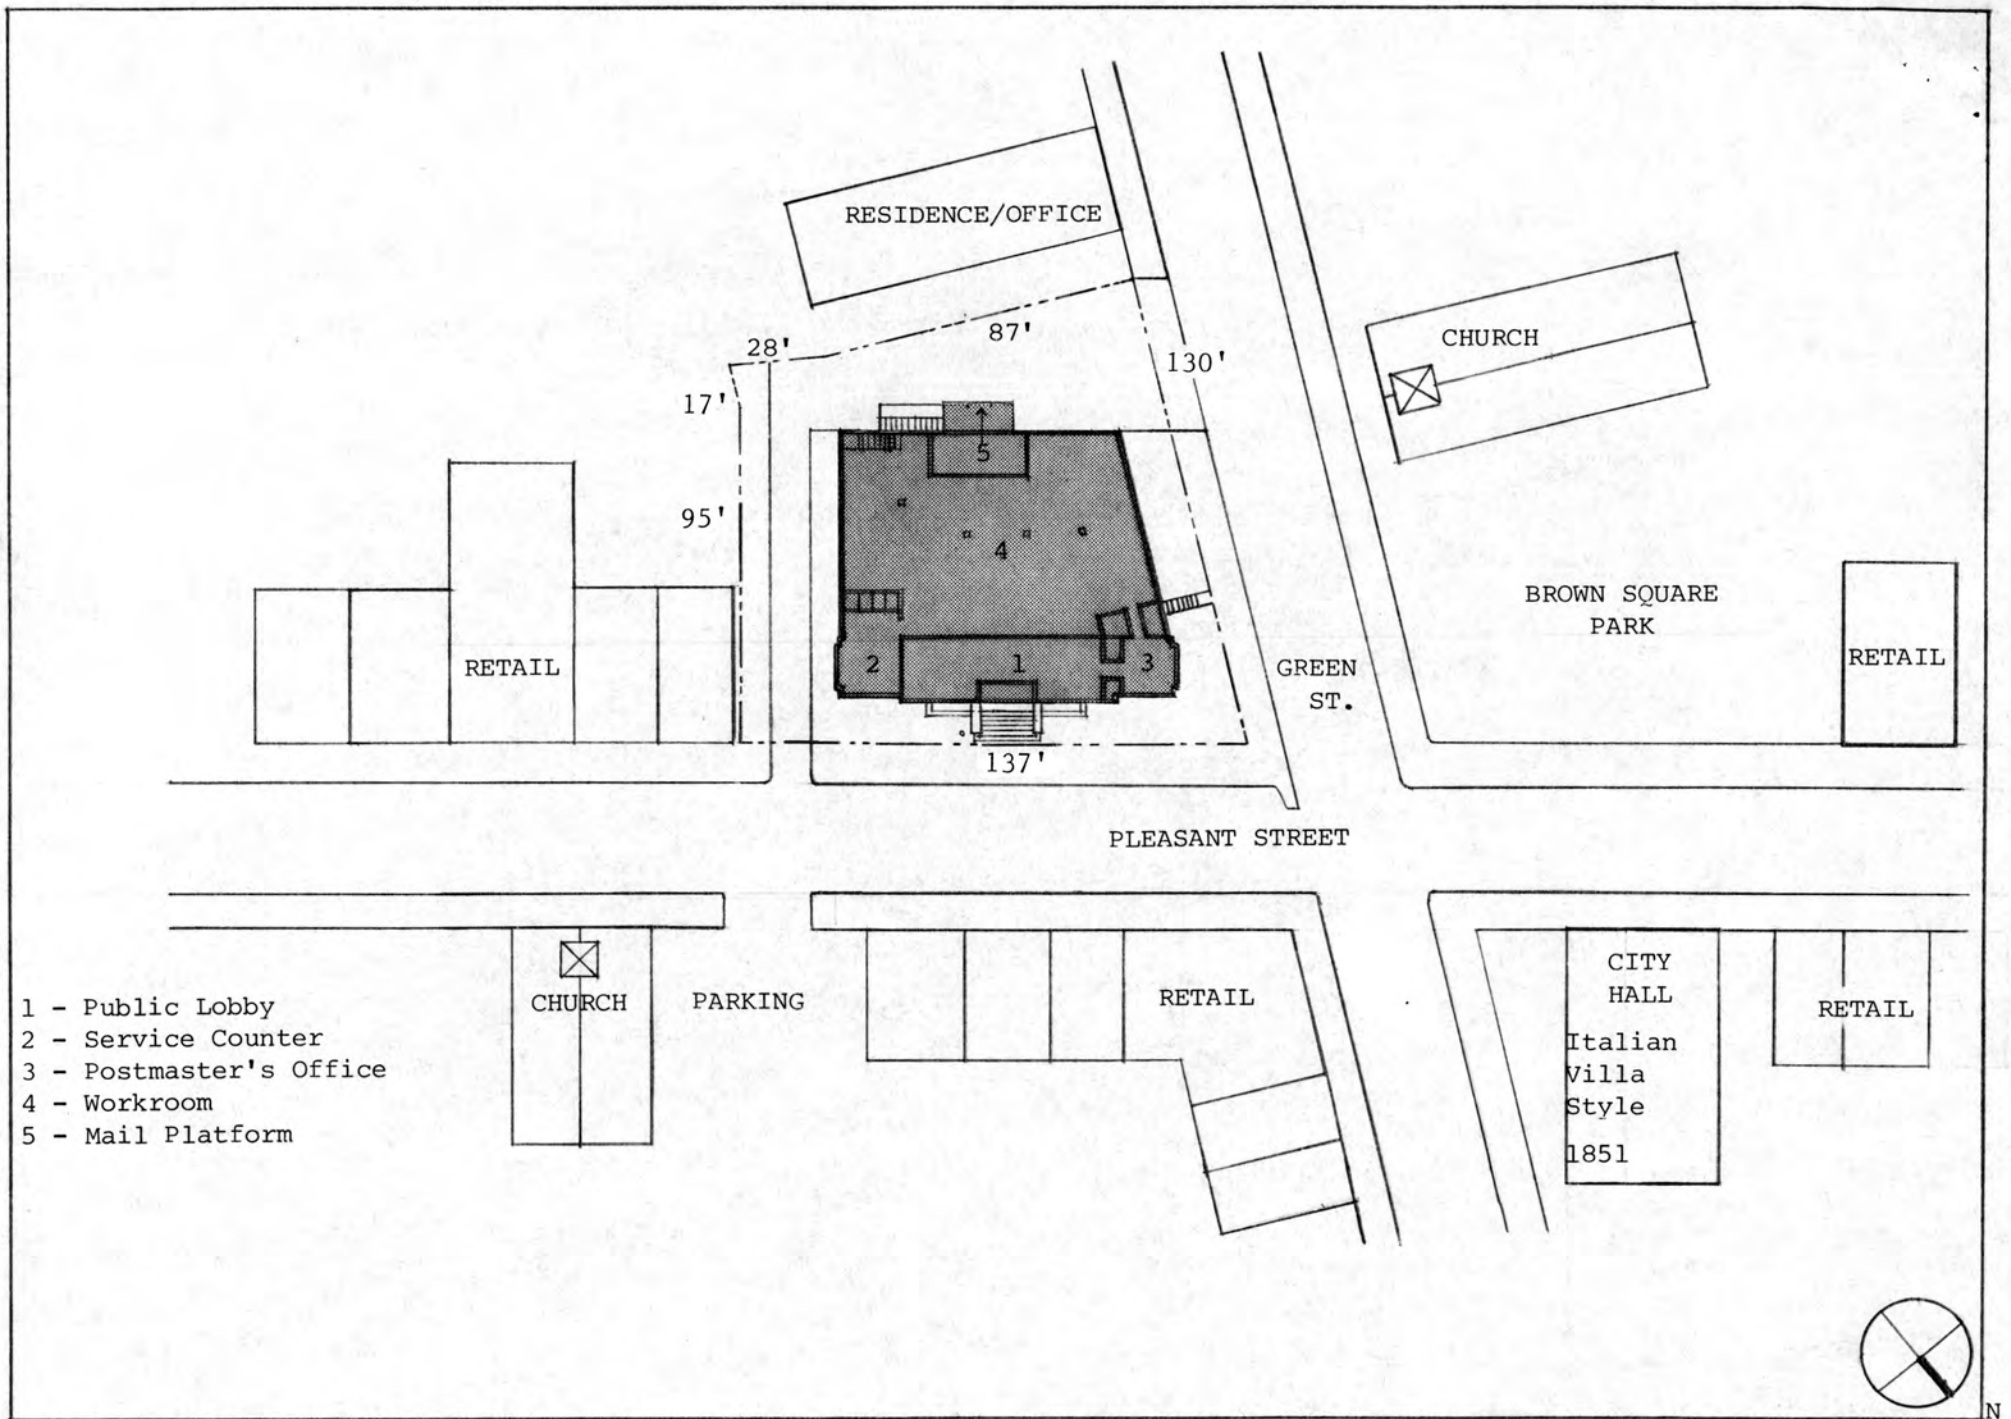 RESIDENCE/OFFICE
28'
87'
130'
CHURCH
17'
5
95'
4
BROWN SQUARE
PARK
RETAIL
2
1
3
GREEN
ST.
RETAIL
137'
PLEASANT STREET
1 - Public Lobby
2 - Service Counter
3 - Postmaster's Office
4 - Workroom
5 - Mail Platform
CHURCH
PARKING
RETAIL
CITY
HALL
Italian
Villa
Style
1851
RETAIL
N